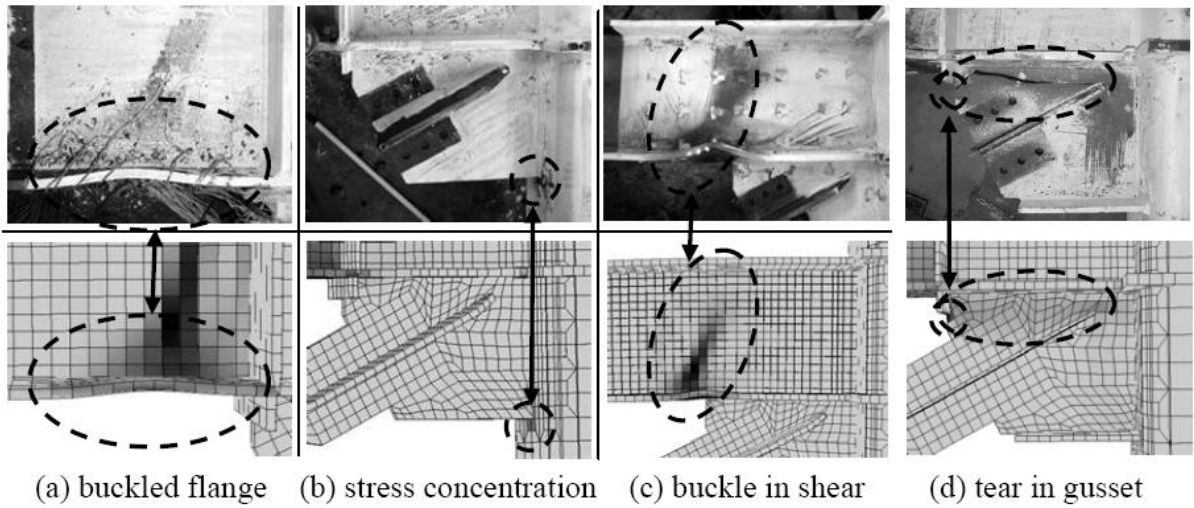 (a) buckled flange (b) stress concentration (c) buckle in shear (d) tear in gusset